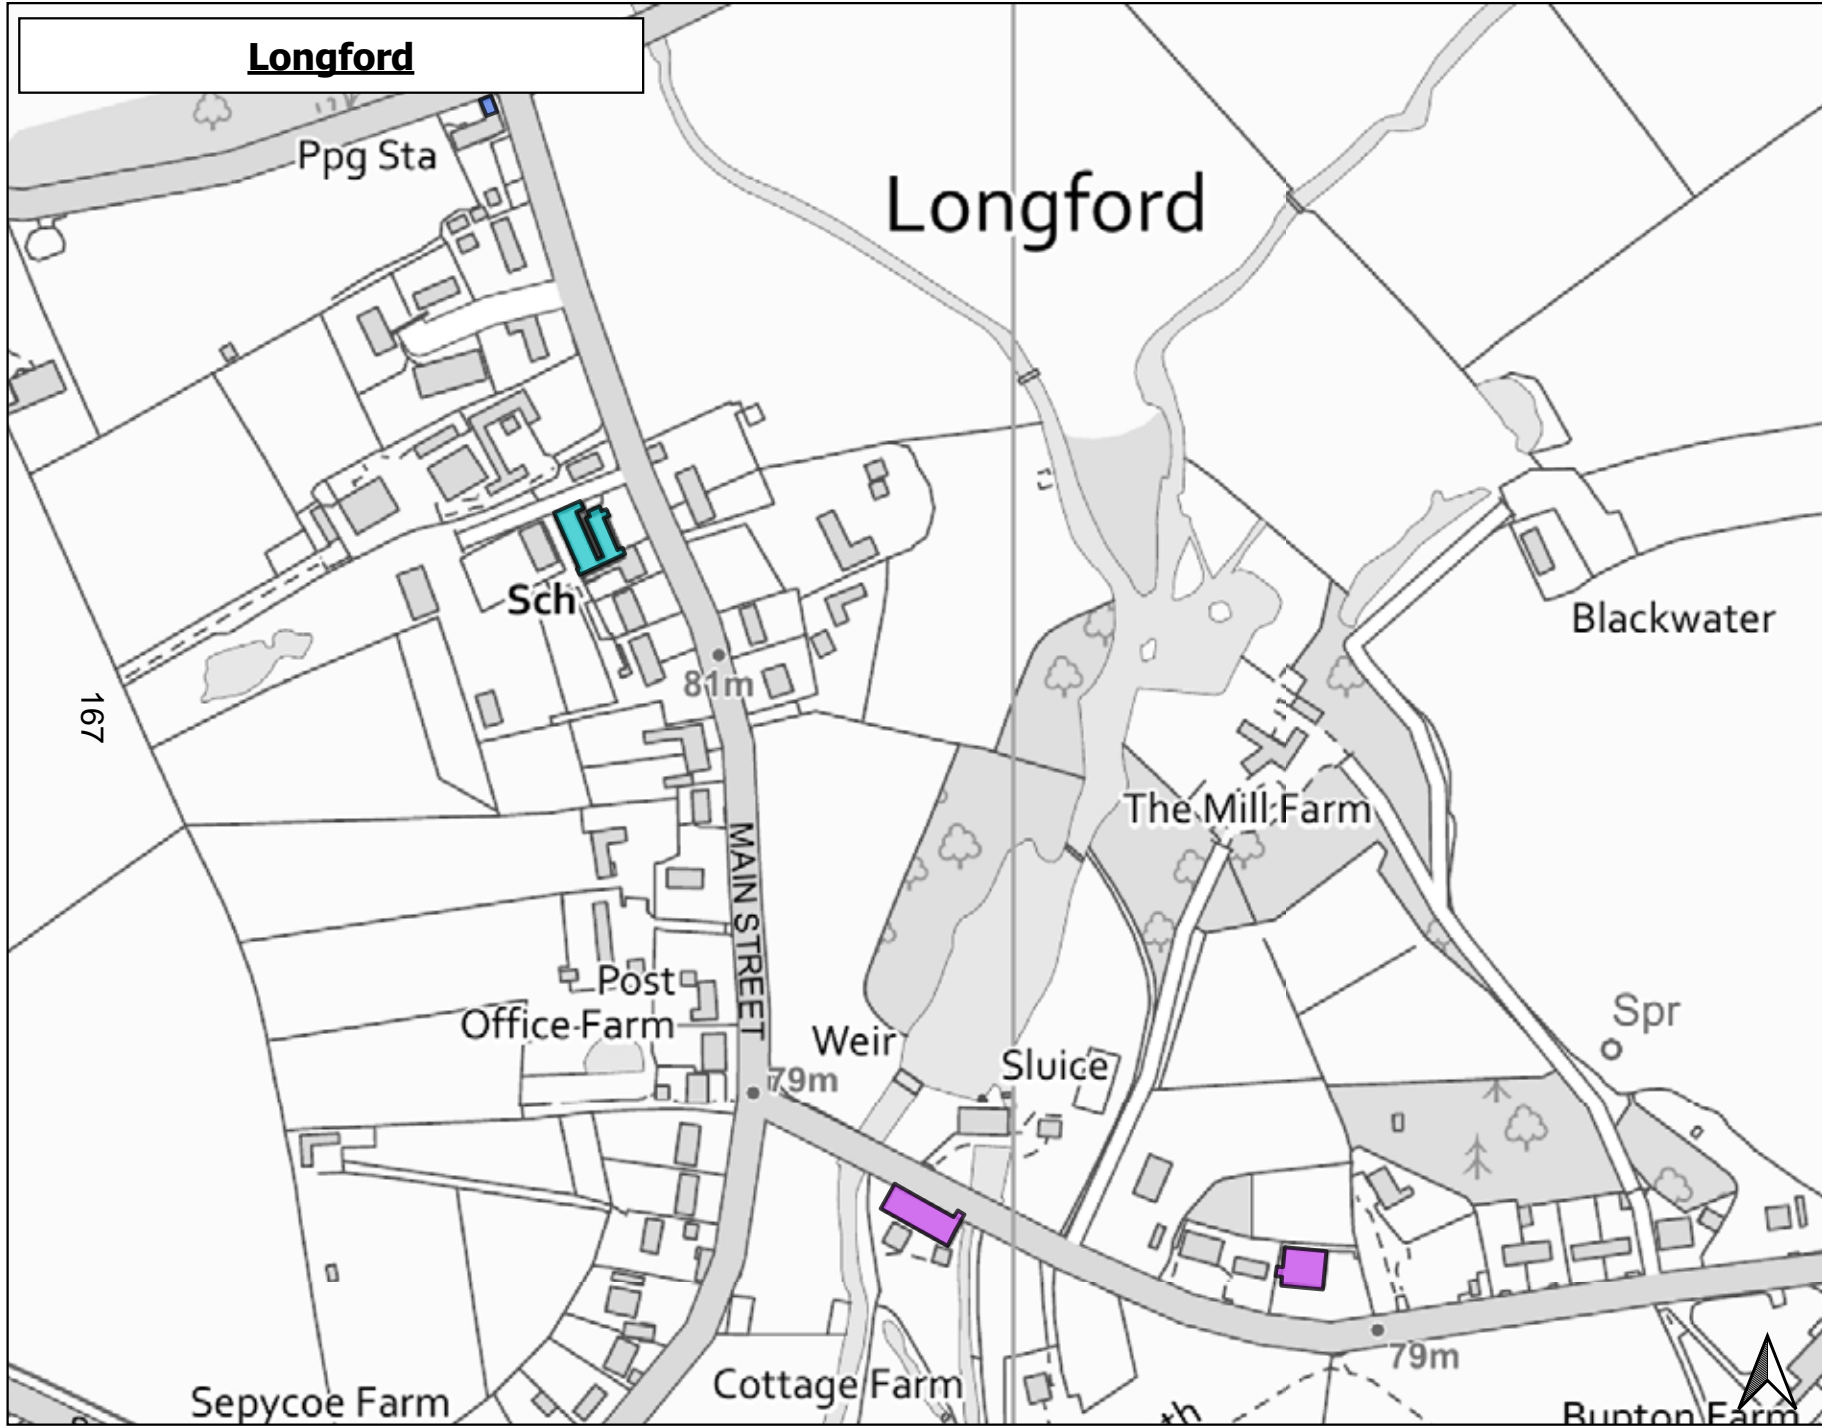 Longford
Ppg Sta
Longford
Sch
Blackwater
81m
167
The Mill Farm
MAIN STREET
Post
Office Farm
Weir
Spr
79m
Sluice
79m
Cottage Farm
Sepycoe Farm
Bupton Farm